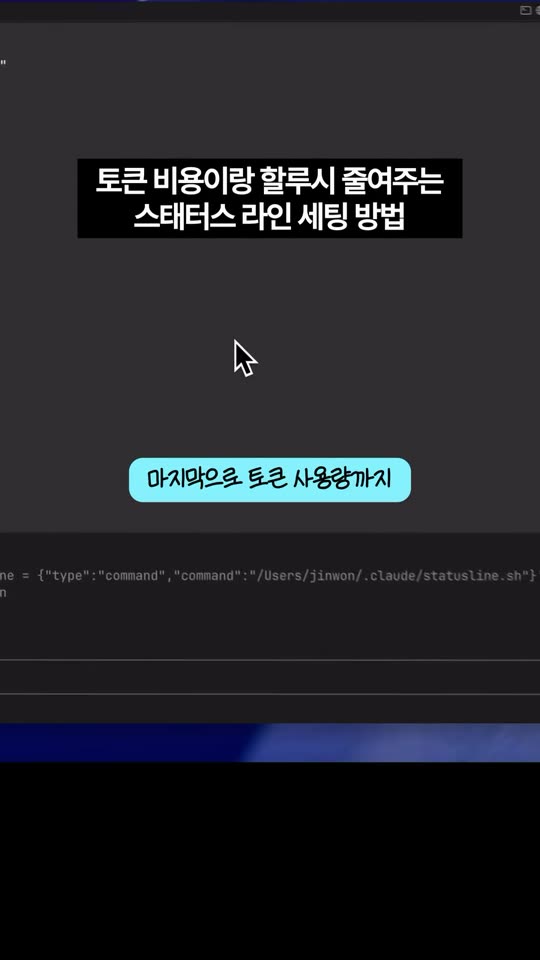 "
토큰 비용이랑 할루시 줄여주는
스태터스 라인 세팅 방법
마지막으로 토큰 사용량까지
ne = {"type":"command","command":"/Users/jinwon/.claude/statusline.sh"}
n